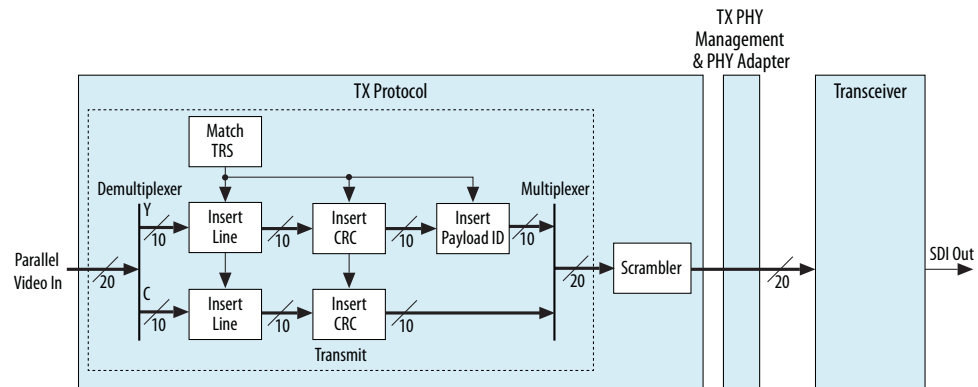 TX PHY
Management
& PHY Adapter
TX Protocol
Transceiver
Match
TRS
Demultiplexer
Multiplexer
Y
10
Insert
Line
10
Insert
CRC
10
Insert
Payload ID
10
Parallel
Video In
20
20
Scrambler
20
SDI Out
C
10
Insert
Line
10
Insert
CRC
10
Transmit